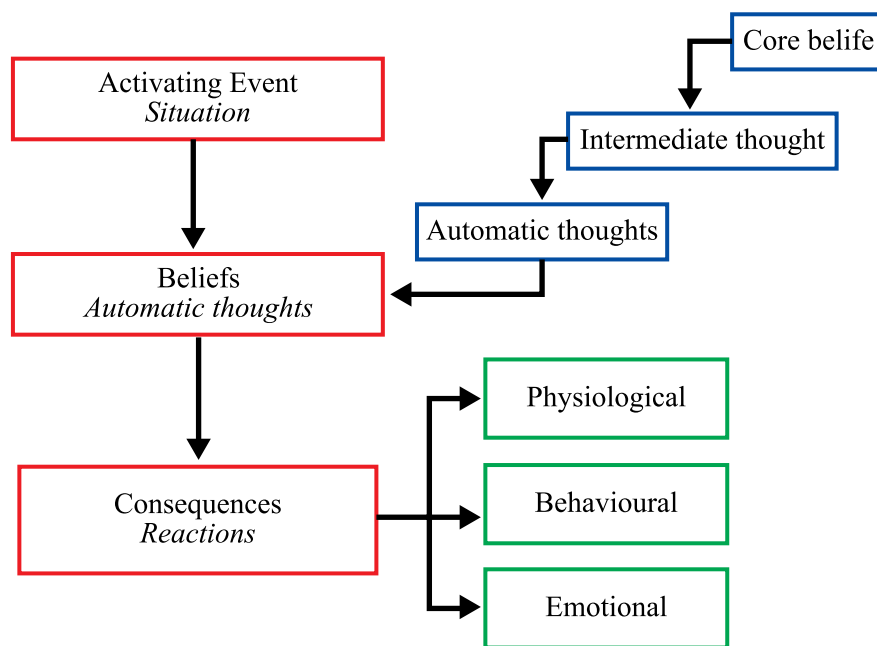 Core belife
Activating Event
Situation
Intermediate thought
Automatic thoughts
Beliefs
Automatic thoughts
Physiological
Consequences
Reactions
Behavioural
Emotional